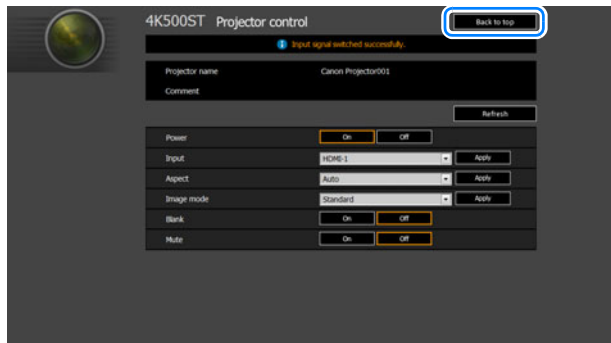 4K500ST Projector control
Back to top
Input signal switched successfully.
Projector name Canon Projector001
Comment
Refresh
Power On Off
Input HDMI-1 Apply
Aspect Auto Apply
Image mode Standard Apply
Blank On Off
Mute On Off